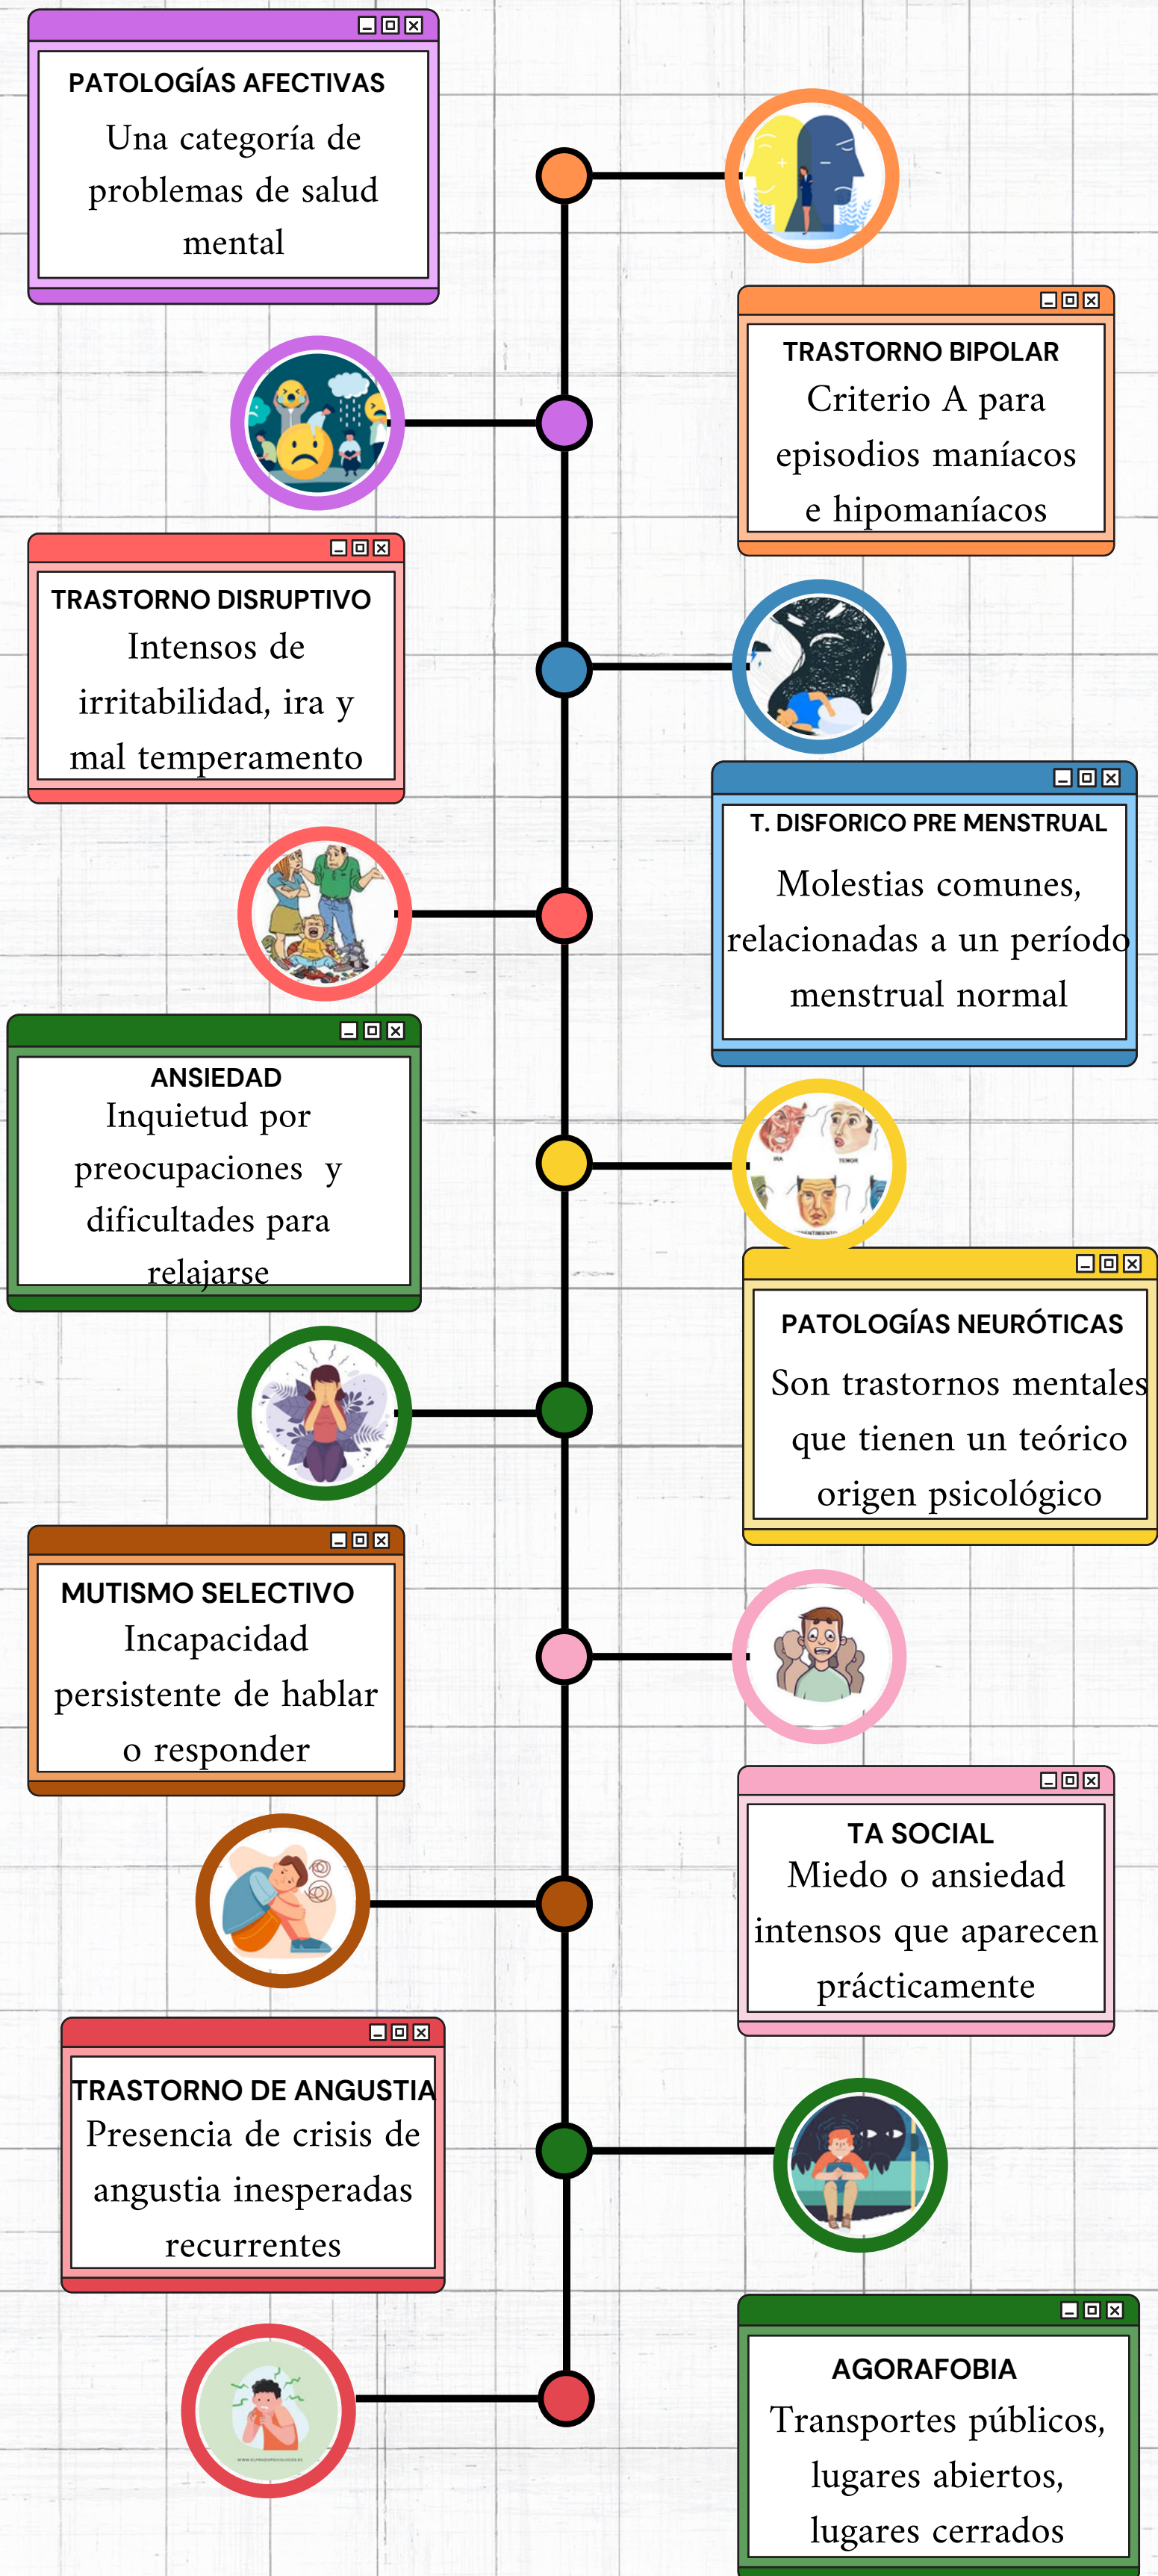 PATOLOGÍAS AFECTIVAS
Una categoría de
problemas de salud
mental
TRASTORNO BIPOLAR
Criterio A para
episodios maníacos
e hipomaníacos
TRASTORNO DISRUPTIVO
Intensos de
irritabilidad, ira y
mal temperamento
T. DISFORICO PRE MENSTRUAL
Molestias comunes,
relacionadas a un período
menstrual normal
ANSIEDAD
Inquietud por
preocupaciones y
dificultades para
relajarse
IRA
TEMOR
PATOLOGÍAS NEURÓTICAS
Son trastornos mentales
que tienen un teórico
origen psicológico
MUTISMO SELECTIVO
Incapacidad
persistente de hablar
o responder
TA SOCIAL
Miedo o ansiedad
intensos que aparecen
prácticamente
TRASTORNO DE ANGUSTIA
Presencia de crisis de
angustia inesperadas
recurrentes
AGORAFOBIA
Transportes públicos,
lugares abiertos,
lugares cerrados